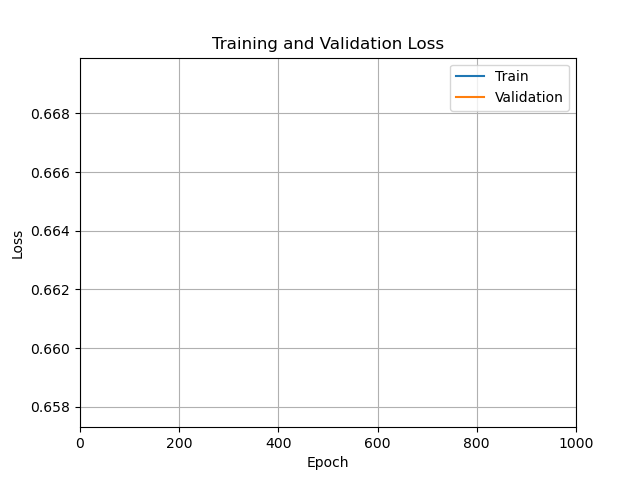 Training and Validation Loss
Train
Validation
0.668
0.666
0.664
0.662
0.660
0.658
Loss
0 200 400 600 800 1000
Epoch